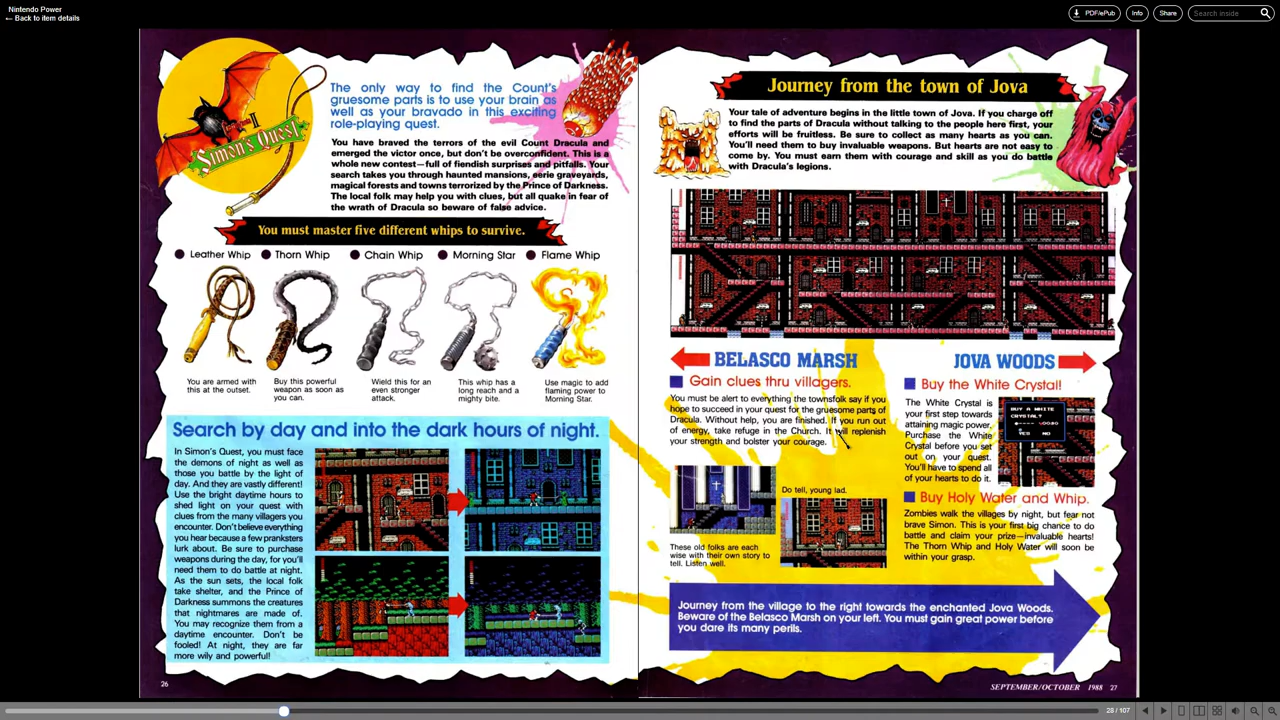 Nintendo Power
← Back to item details
PDF/ePub
Info
Share
Search inside
Castlevania II
Simon's Quest
The only way to find the Count's
gruesome parts is to use your brain as
well as your bravado in this exciting
role-playing quest.
You have braved the terrors of the evil Count Dracula and
emerged the victor once, but don't be overconfident. This is a
whole new contest—full of fiendish surprises and pitfalls. Your
search takes you through haunted mansions, eerie graveyards,
magical forests and towns terrorized by the Prince of Darkness.
The local folk may help you with clues, but all quake in fear of
the wrath of Dracula so beware of false advice.
You must master five different whips to survive.
Leather Whip
Thorn Whip
Chain Whip
Morning Star
Flame Whip
You are armed with
this at the outset.
Buy this powerful
weapon as soon as
you can.
Wield this for an
even stronger
attack.
This whip has a
long reach and a
mighty bite.
Use magic to add
flaming power to
Morning Star.
Search by day and into the dark hours of night.
In Simon's Quest, you must face
the demons of night as well as
those you battle by the light of
day. And they are vastly different!
Use the bright daytime hours to
shed light on your quest with
clues from the many villagers you
encounter. Don't believe everything
you hear because a few pranksters
lurk about. Be sure to purchase
weapons during the day, for you'll
need them to do battle at night.
As the sun sets, the local folk
take shelter, and the Prince of
Darkness summons the creatures
that nightmares are made of.
You may recognize them from a
daytime encounter. Don't be
fooled! At night, they are far
more wily and powerful!
26
Journey from the town of Jova
Your tale of adventure begins in the little town of Jova. If you charge off
to find the parts of Dracula without talking to the people here first, your
efforts will be fruitless. Be sure to collect as many hearts as you can.
You'll need them to buy invaluable weapons. But hearts are not easy to
come by. You must earn them with courage and skill as you do battle
with Dracula's legions.
BELASCO MARSH
JOVA WOODS
Gain clues thru villagers.
You must be alert to everything the townsfolk say if you
hope to succeed in your quest for the gruesome parts of
Dracula. Without help, you are finished. If you run out
of energy, take refuge in the Church. It will replenish
your strength and bolster your courage.
Do tell, young lad.
These old folks are each
wise with their own story to
tell. Listen well.
Buy the White Crystal!
The White Crystal is
your first step towards
attaining magic power.
Purchase the White
Crystal before you set
out on your quest.
You'll have to spend all
of your hearts to do it.
BUY A WHITE
CRYSTAL?
YES NO
Buy Holy Water and Whip.
Zombies walk the villages by night, but fear not
brave Simon. This is your first big chance to do
battle and claim your prize—invaluable hearts!
The Thorn Whip and Holy Water will soon be
within your grasp.
Journey from the village to the right towards the enchanted Jova Woods.
Beware of the Belasco Marsh on your left. You must gain great power before
you dare its many perils.
SEPTEMBER/OCTOBER 1988 27
28 / 107